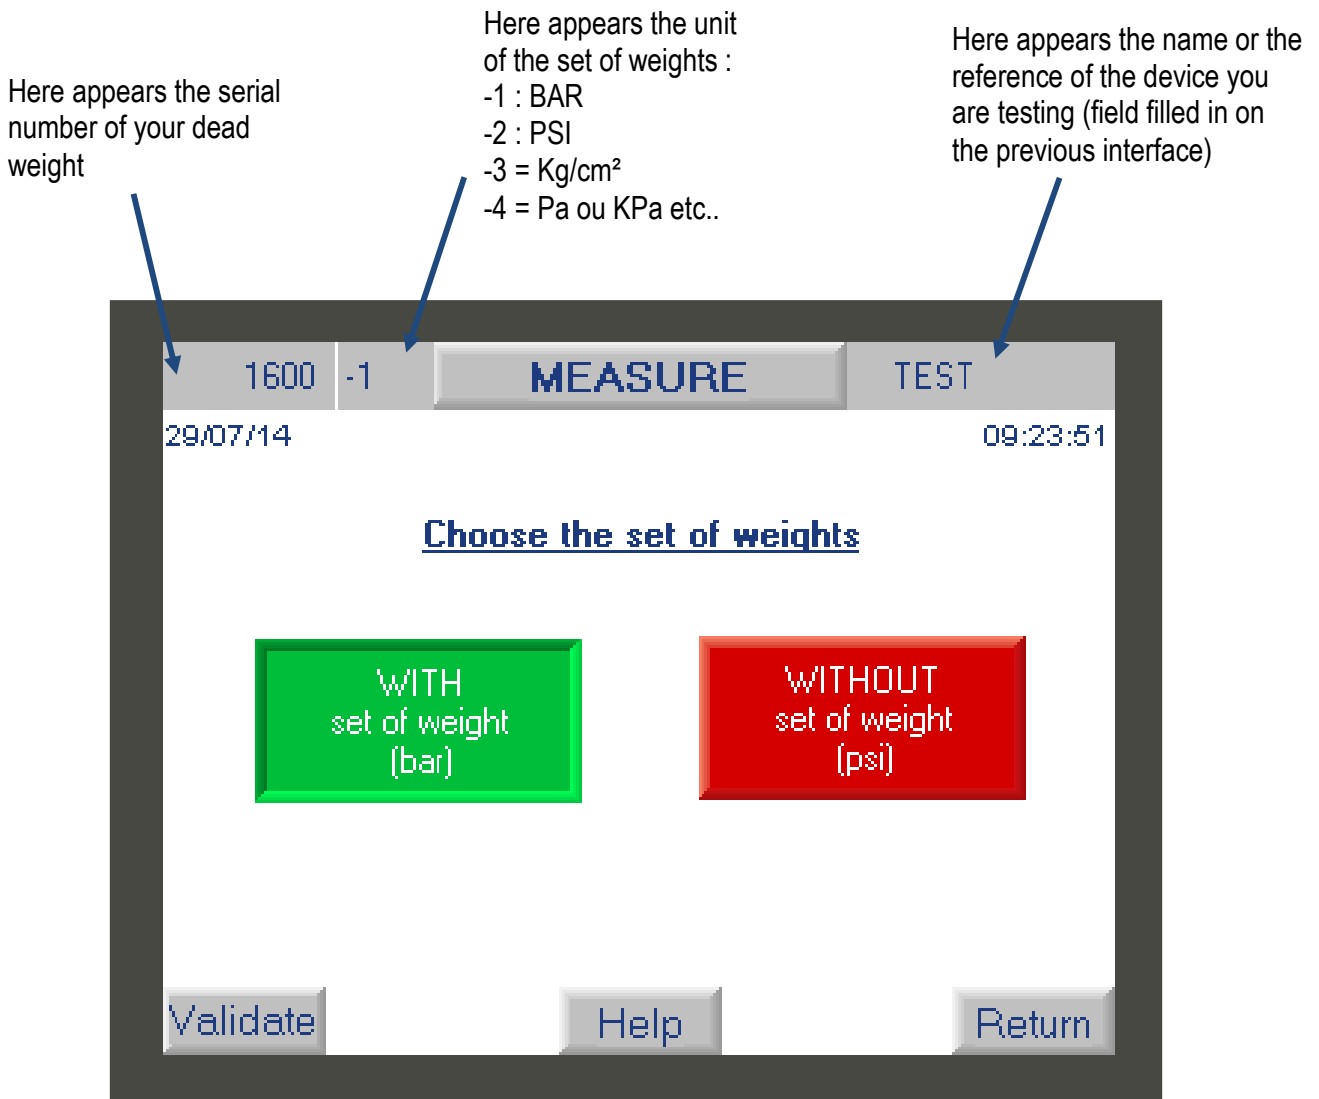 Here appears the serial
number of your dead
weight
Here appears the unit
of the set of weights :
-1 : BAR
-2 : PSI
-3 = Kg/cm²
-4 = Pa ou KPa etc..
Here appears the name or the
reference of the device you
are testing (field filled in on
the previous interface)
1600 -1 MEASURE TEST
29/07/14 09:23:51
Choose the set of weights
WITH
set of weight
(bar)
WITHOUT
set of weight
(psi)
Validate Help Return